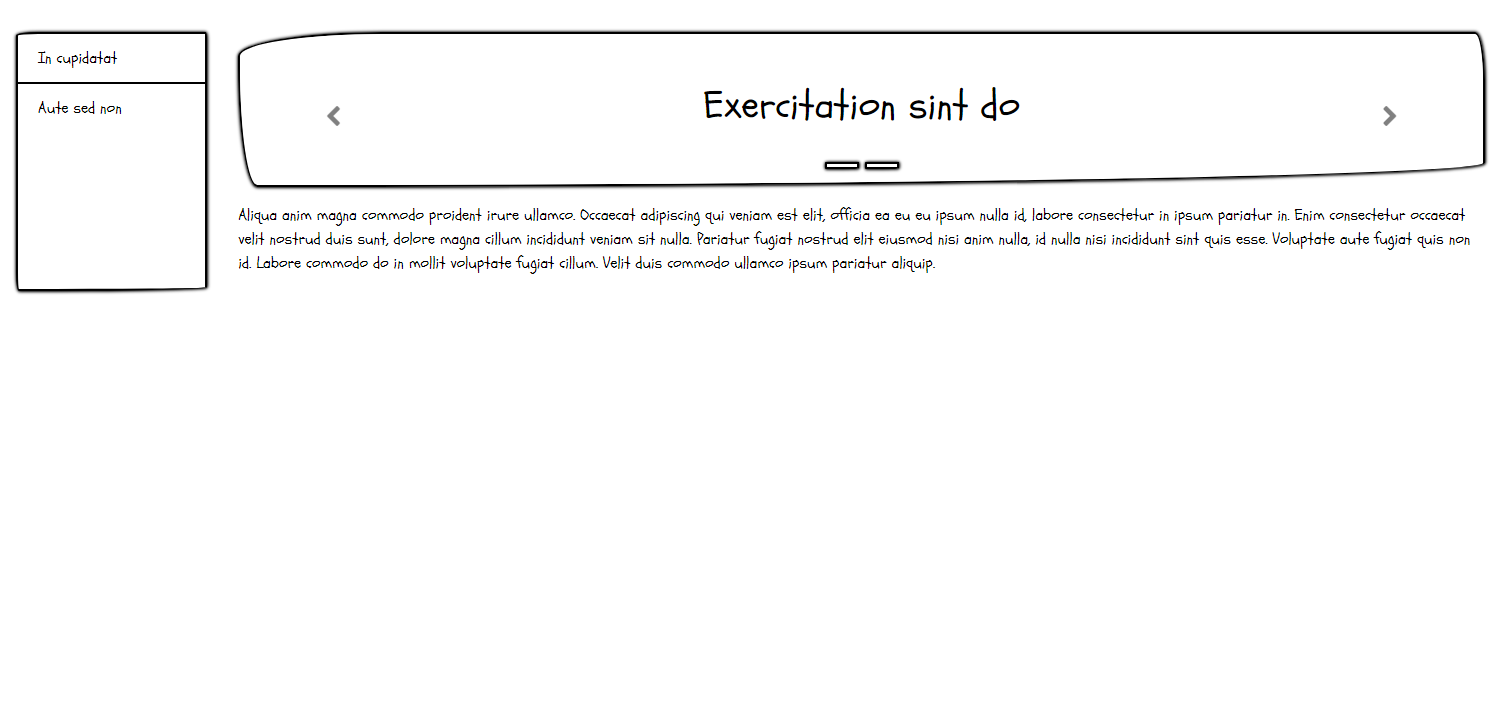 In cupidatat
Aute sed non
Exercitation sint do
Aliqua anim magna commodo proident irure ullamco. Occaecat adipiscing qui veniam est elit, officia ea eu eu ipsum nulla id, labore consectetur in ipsum pariatur in. Enim consectetur occaecat
velit nostrud duis sunt, dolore magna cillum incididunt veniam sit nulla. Pariatur fugiat nostrud elit eiusmod nisi anim nulla, id nulla nisi incididunt sint quis esse. Voluptate aute fugiat quis non
id. Labore commodo do in mollit voluptate fugiat cillum. Velit duis commodo ullamco ipsum pariatur aliquip.